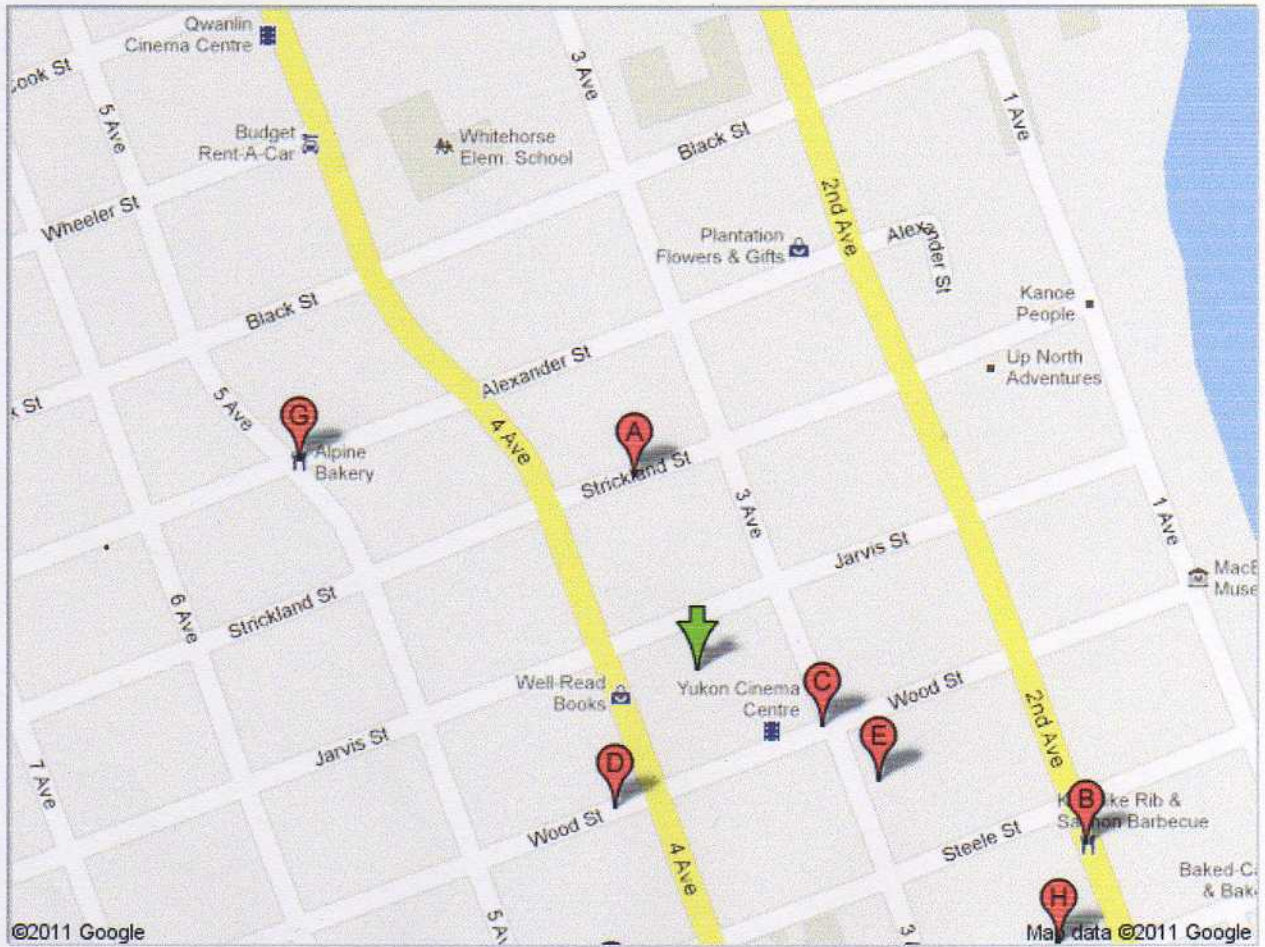 Qwanlin
Cinema Centre
3 Ave
5 Ave
1 Ave
Budget
Rent-A-Car
Whitehorse
Elem. School
Black St
Wheeler St
2nd Ave
Alexander St
Plantation
Flowers & Gifts
Kanoe
People
Black St
Up North
Adventures
Alexander St
5 Ave
G
A
4 Ave
Alpine
Bakery
Strickland St
3 Ave
1 Ave
Jarvis St
Strickland St
6 Ave
Well-Read
Books
Yukon Cinema
Centre
C
Wood St
E
2nd Ave
Jarvis St
D
7 Ave
B
Rib &
Barbecue
Wood St
Steele St
4 Ave
H
©2011 Google
Map data ©2011 Google